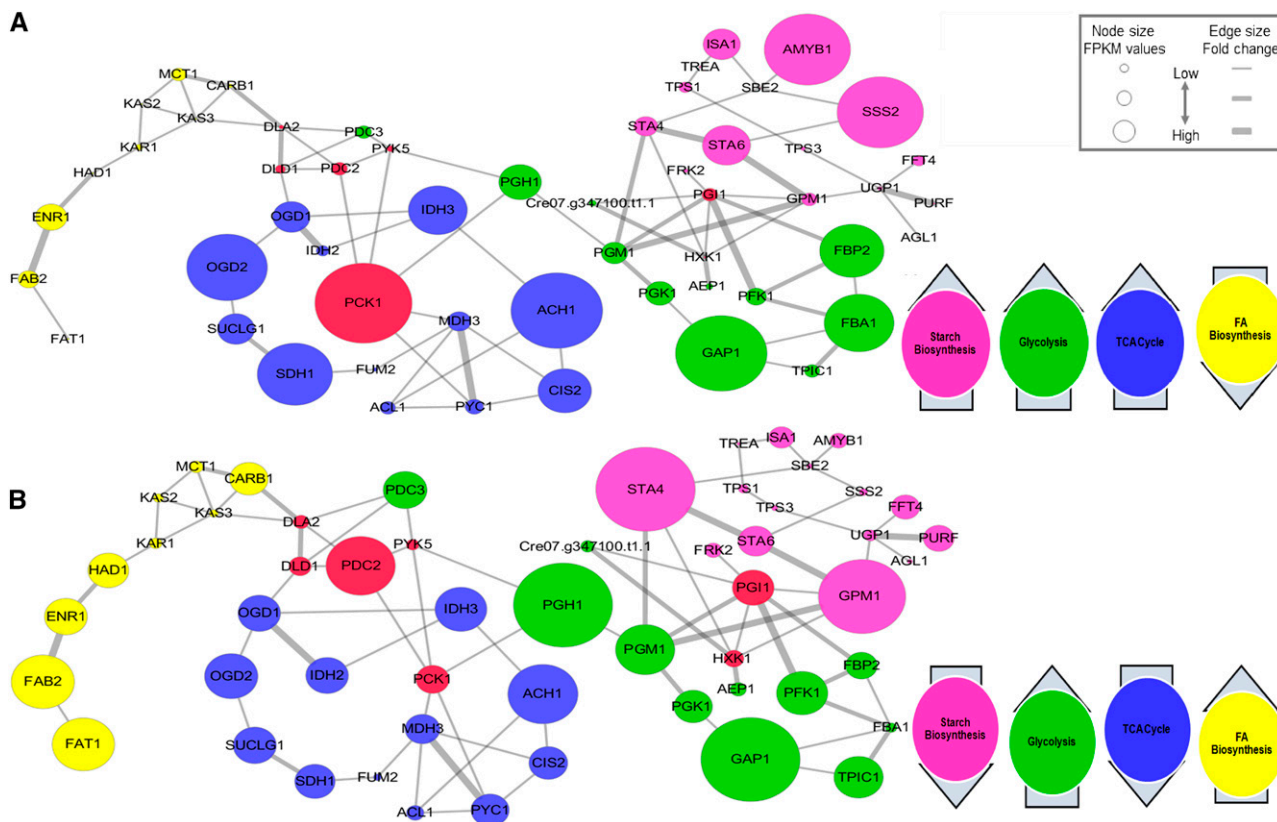 A
Node size
FPKM values
Edge size
Fold change
Low
High
MCT1
CARB1
KAS2
KAS3
KAR1
HAD1
ENR1
FAB2
FAT1
DLA2
PDC3
PYK5
DLD1
PDC2
PGH1
OGD1
IDH3
IDH2
OGD2
PCK1
ACH1
SUCLG1
MDH3
SDH1
FUM2
CIS2
ACL1
PYC1
ISA1
AMYB1
TREA
TPS1
SBE2
SSS2
STA4
STA6
TPS3
FFT4
FRK2
UGP1
PGI1
GPM1
PURF
Cre07.g347100.t1.1
AGL1
PGM1
HXK1
FBP2
AEP1
PGK1
PFK1
FBA1
GAP1
TPIC1
Starch
Biosynthesis
Glycolysis
TCACycle
FA
Biosynthesis
B
MCT1
CARB1
KAS2
KAS3
KAR1
HAD1
ENR1
FAB2
FAT1
PDC3
DLA2
PYK5
DLD1
PDC2
OGD1
IDH3
PGH1
OGD2
IDH2
PCK1
ACH1
SUCLG1
MDH3
SDH1
FUM2
CIS2
ACL1
PYC1
TREA
ISA1
AMYB1
SBE2
STA4
TPS1
SSS2
TPS3
FFT4
Cre07.g347100.t1.1
STA6
UGP1
PURF
FRK2
AGL1
PGI1
GPM1
PGM1
HXK1
FBP2
AEP1
PFK1
PGK1
FBA1
GAP1
TPIC1
Starch
Biosynthesis
Glycolysis
TCACycle
FA
Biosynthesis